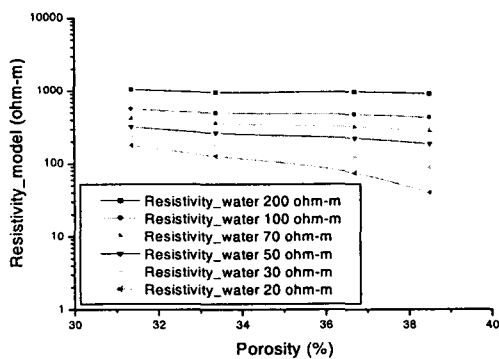 10000
1000
100
10
1
Resistivity_model (ohm-m)
Resistivity_water 200 ohm-m
Resistivity_water 100 ohm-m
Resistivity_water 70 ohm-m
Resistivity_water 50 ohm-m
Resistivity_water 30 ohm-m
Resistivity_water 20 ohm-m
30 32 34 36 38 40
Porosity (%)